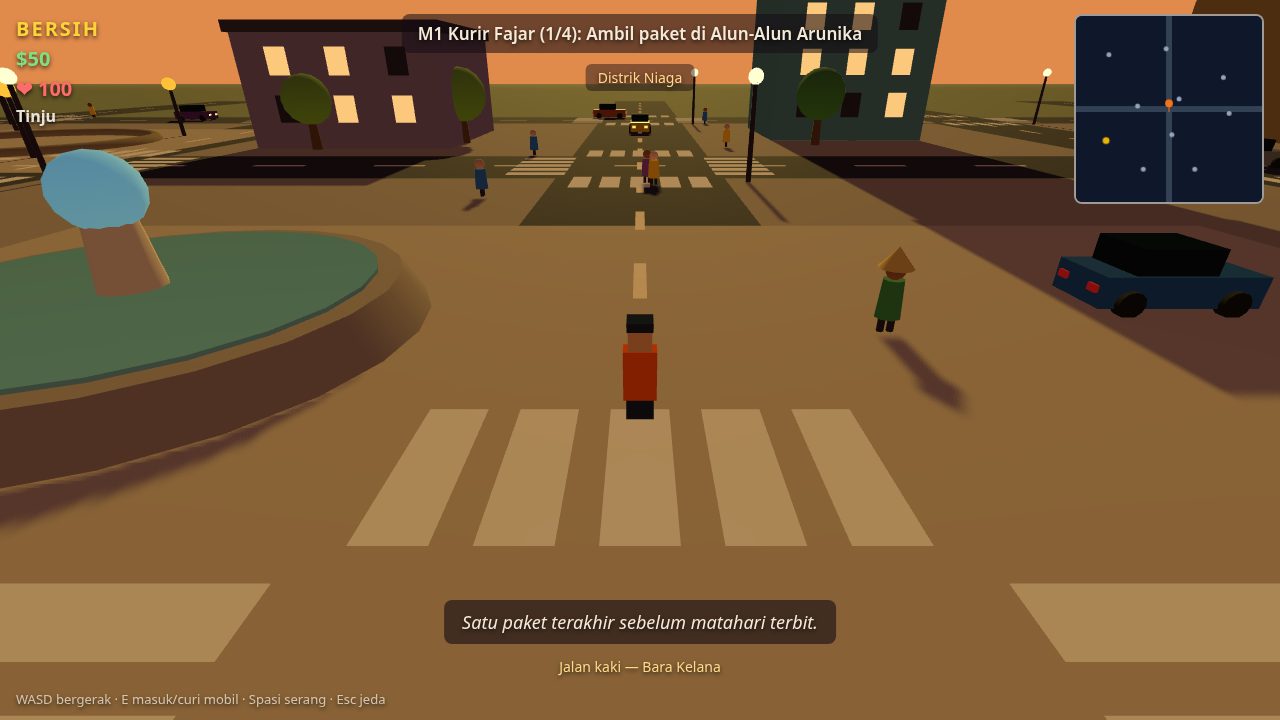 BERSIH
$50
❤ 100
Tinju
M1 Kurir Fajar (1/4): Ambil paket di Alun-Alun Arunika
Distrik Niaga
Satu paket terakhir sebelum matahari terbit.
Jalan kaki — Bara Kelana
WASD bergerak · E masuk/curi mobil · Spasi serang · Esc jeda